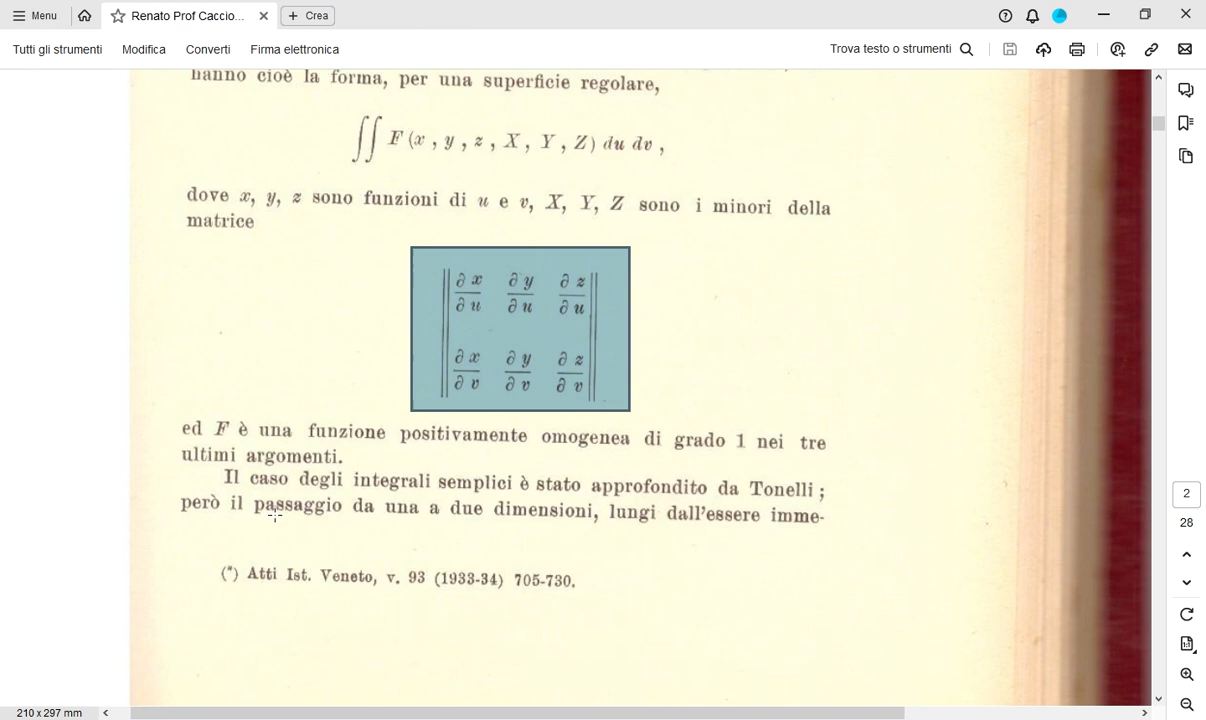 Menu
Renato Prof Caccio...
Crea
Tutti gli strumenti Modifica Converti Firma elettronica
Trova testo o strumenti
hanno cioè la forma, per una superficie regolare,
∬ F (x , y , z , X , Y , Z) du dv ,
dove x, y, z sono funzioni di u e v, X, Y, Z sono i minori della
matrice
∂ x ∂ y ∂ z
∂ u ∂ u ∂ u
∂ x ∂ y ∂ z
∂ v ∂ v ∂ v
ed F è una funzione positivamente omogenea di grado 1 nei tre
ultimi argomenti.
Il caso degli integrali semplici è stato approfondito da Tonelli ;
però il passaggio da una a due dimensioni, lungi dall'essere imme-
(*) Atti Ist. Veneto, v. 93 (1933-34) 705-730.
2
28
210 x 297 mm